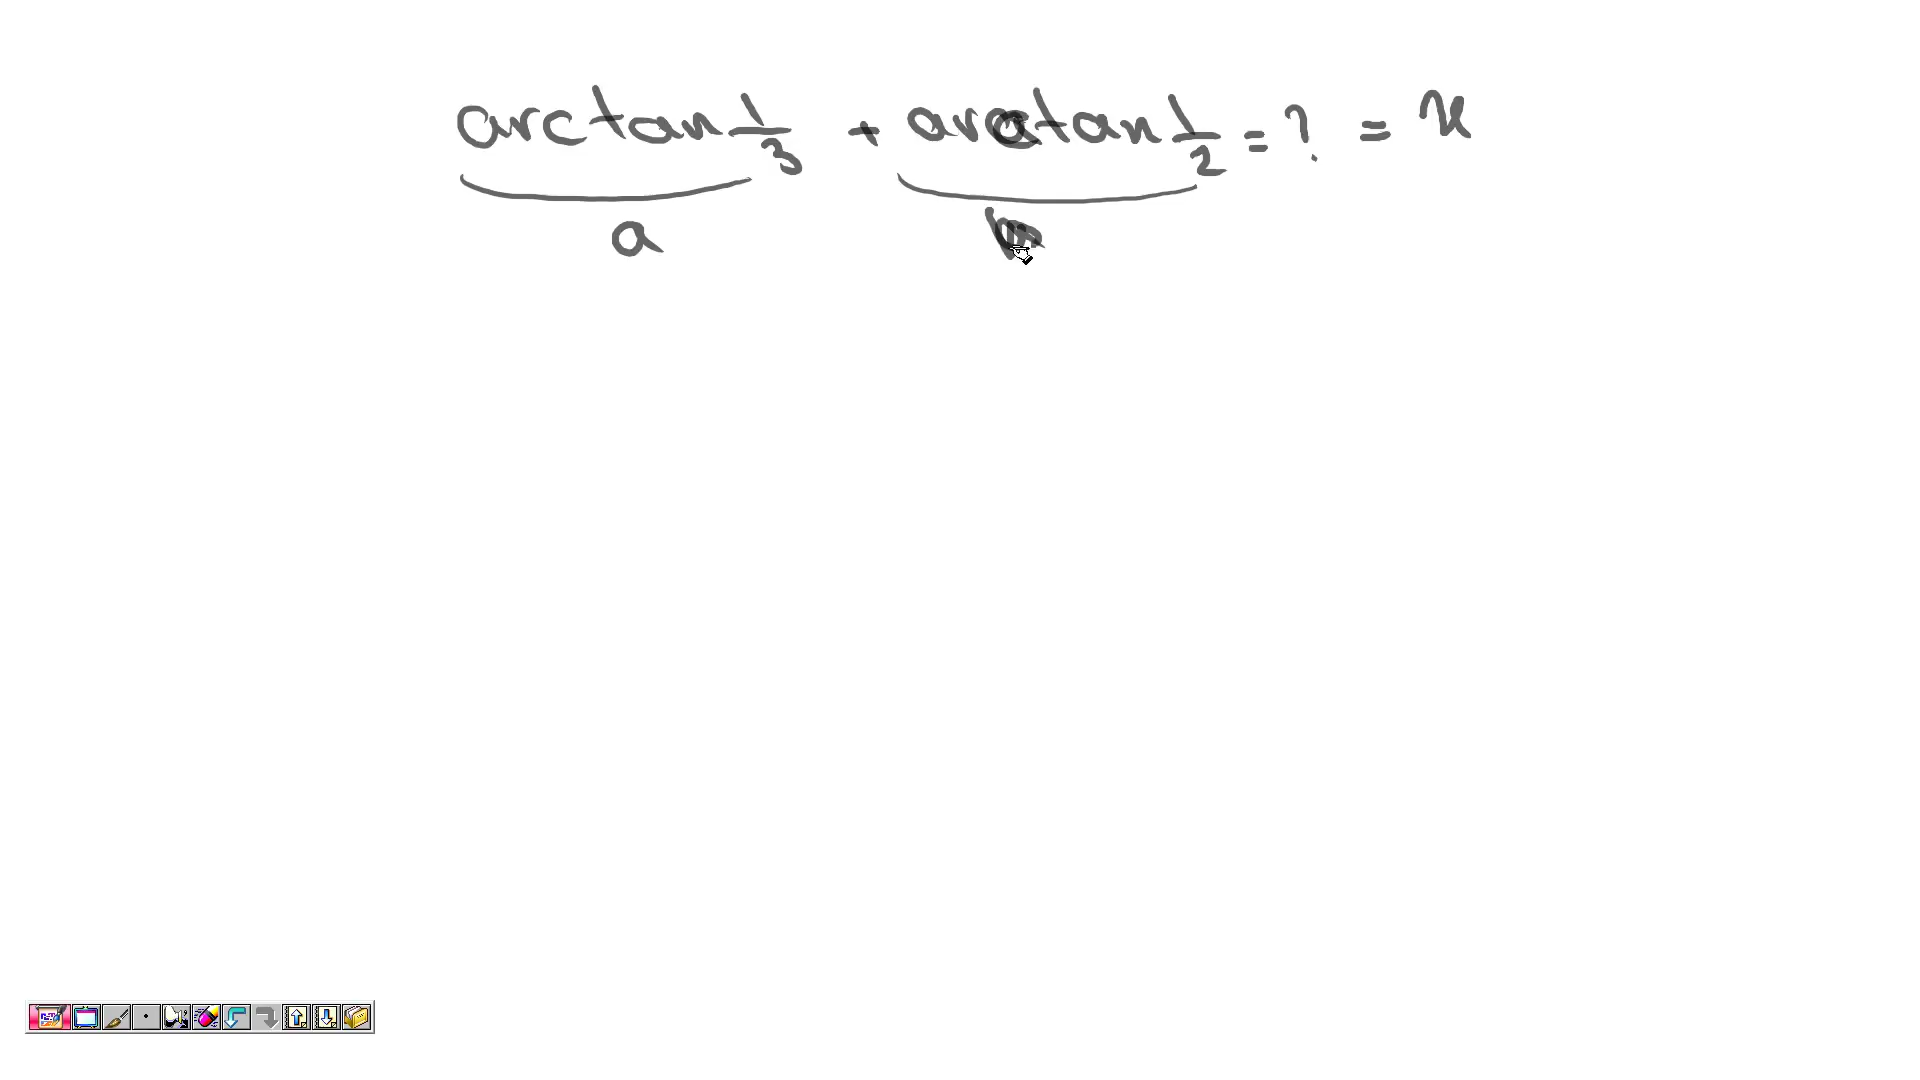 arctan 1/3 + arctan 1/2 = ? = x
a b